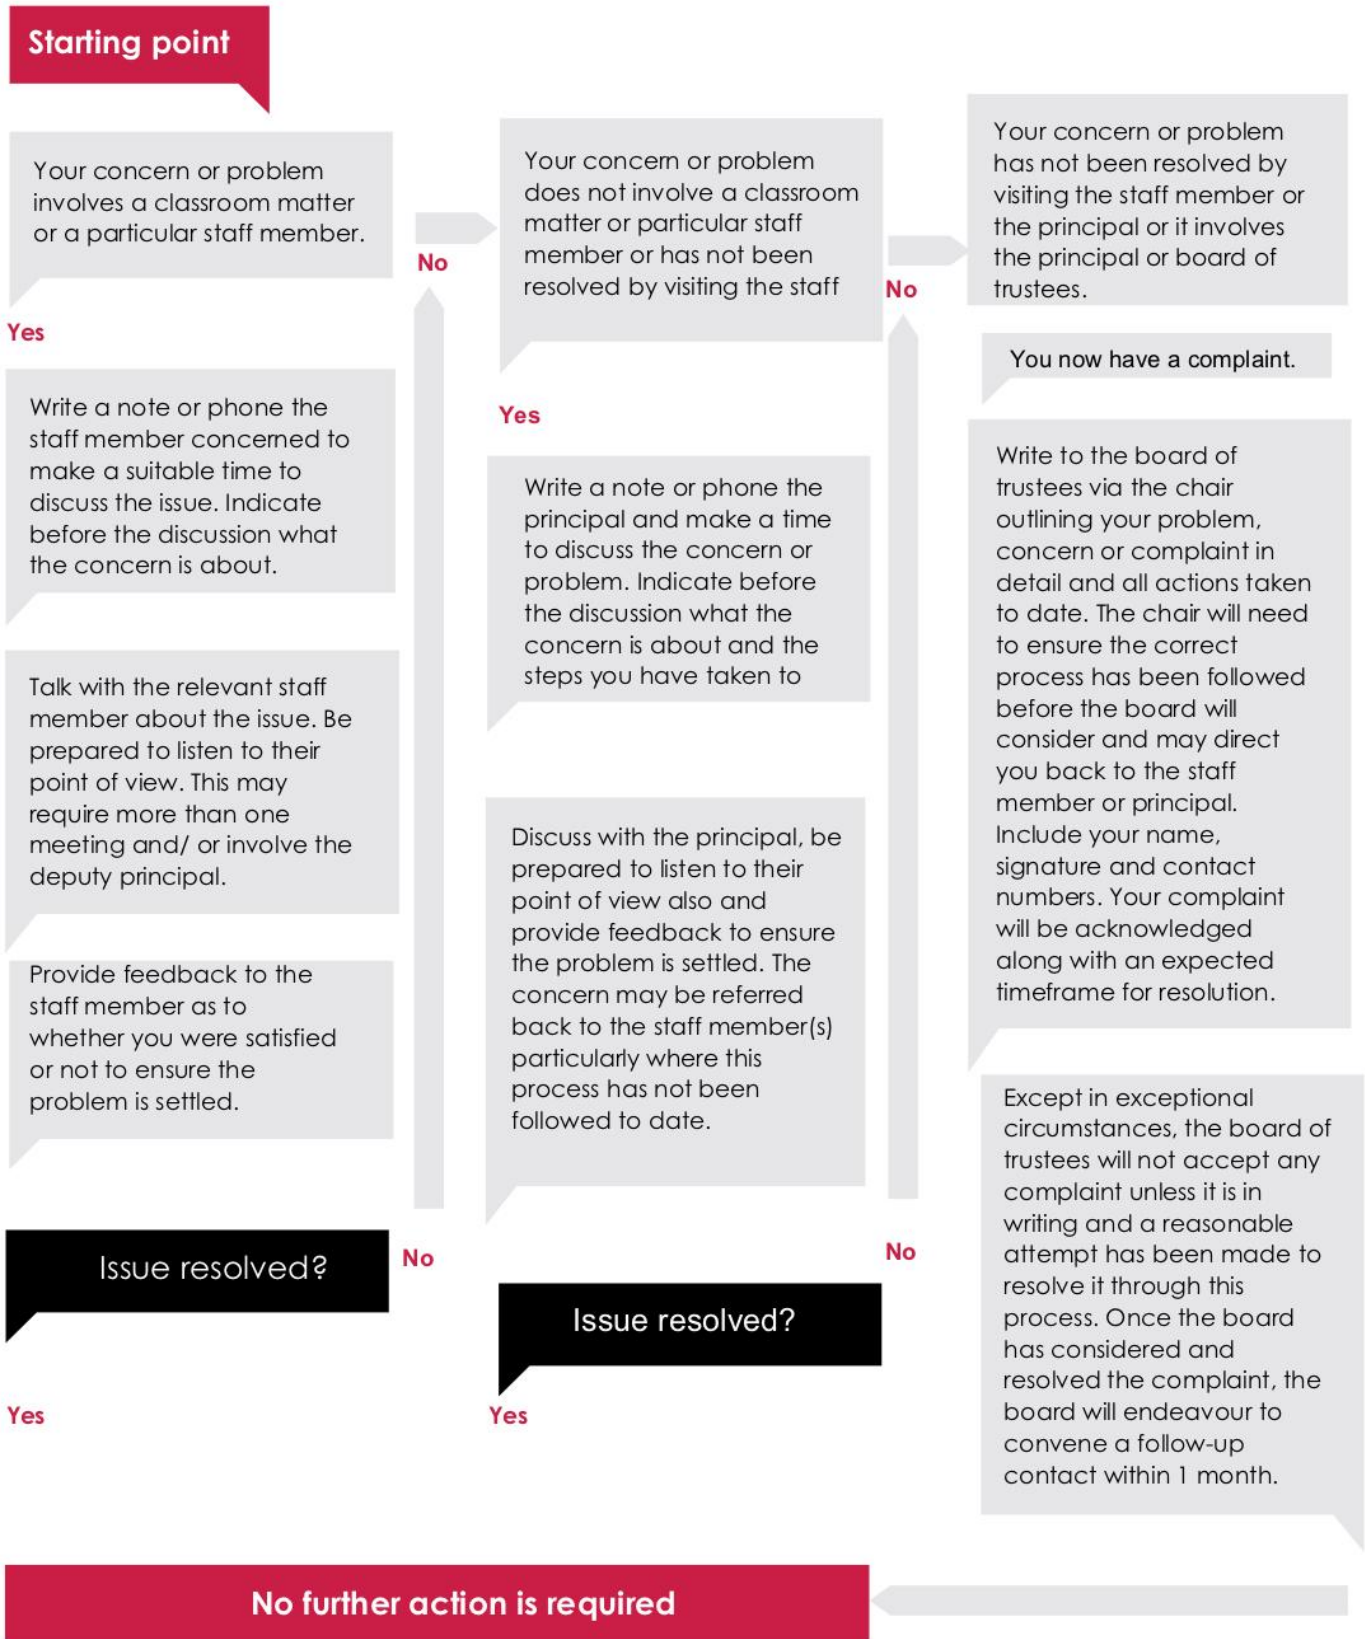 Starting point
Your concern or problem
involves a classroom matter
or a particular staff member.
Yes
Write a note or phone the
staff member concerned to
make a suitable time to
discuss the issue. Indicate
before the discussion what
the concern is about.
Talk with the relevant staff
member about the issue. Be
prepared to listen to their
point of view. This may
require more than one
meeting and/ or involve the
deputy principal.
Provide feedback to the
staff member as to
whether you were satisfied
or not to ensure the
problem is settled.
Issue resolved?
No
Yes
No
Your concern or problem
does not involve a classroom
matter or particular staff
member or has not been
resolved by visiting the staff
Yes
Write a note or phone the
principal and make a time
to discuss the concern or
problem. Indicate before
the discussion what the
concern is about and the
steps you have taken to
Discuss with the principal, be
prepared to listen to their
point of view also and
provide feedback to ensure
the problem is settled. The
concern may be referred
back to the staff member(s)
particularly where this
process has not been
followed to date.
Issue resolved?
No
Yes
No
Your concern or problem
has not been resolved by
visiting the staff member or
the principal or it involves
the principal or board of
trustees.
You now have a complaint.
Write to the board of
trustees via the chair
outlining your problem,
concern or complaint in
detail and all actions taken
to date. The chair will need
to ensure the correct
process has been followed
before the board will
consider and may direct
you back to the staff
member or principal.
Include your name,
signature and contact
numbers. Your complaint
will be acknowledged
along with an expected
timeframe for resolution.
Except in exceptional
circumstances, the board of
trustees will not accept any
complaint unless it is in
writing and a reasonable
attempt has been made to
resolve it through this
process. Once the board
has considered and
resolved the complaint, the
board will endeavour to
convene a follow-up
contact within 1 month.
No further action is required